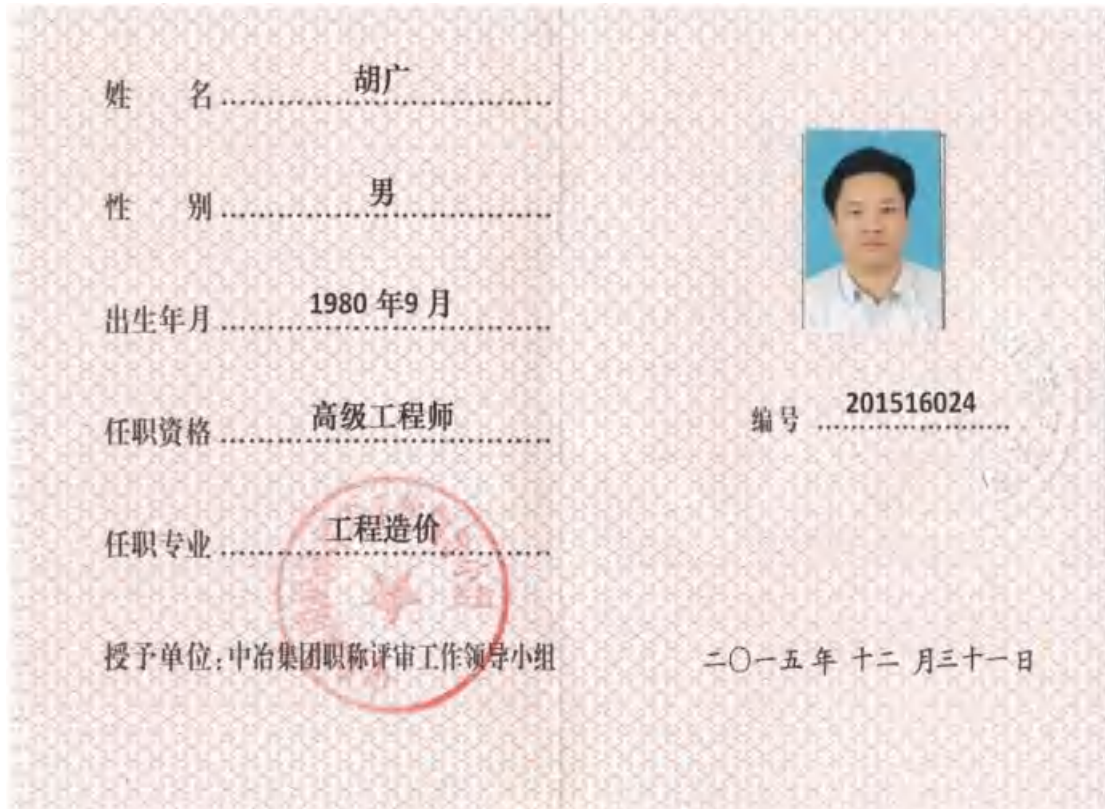 姓 名 胡广
性 别 男
出生年月 1980 年9 月
任职资格 高级工程师
任职专业 工程造价
授予单位:中冶集团职称评审工作领导小组
编号 201516024
二〇一五 年 十二 月三十一日